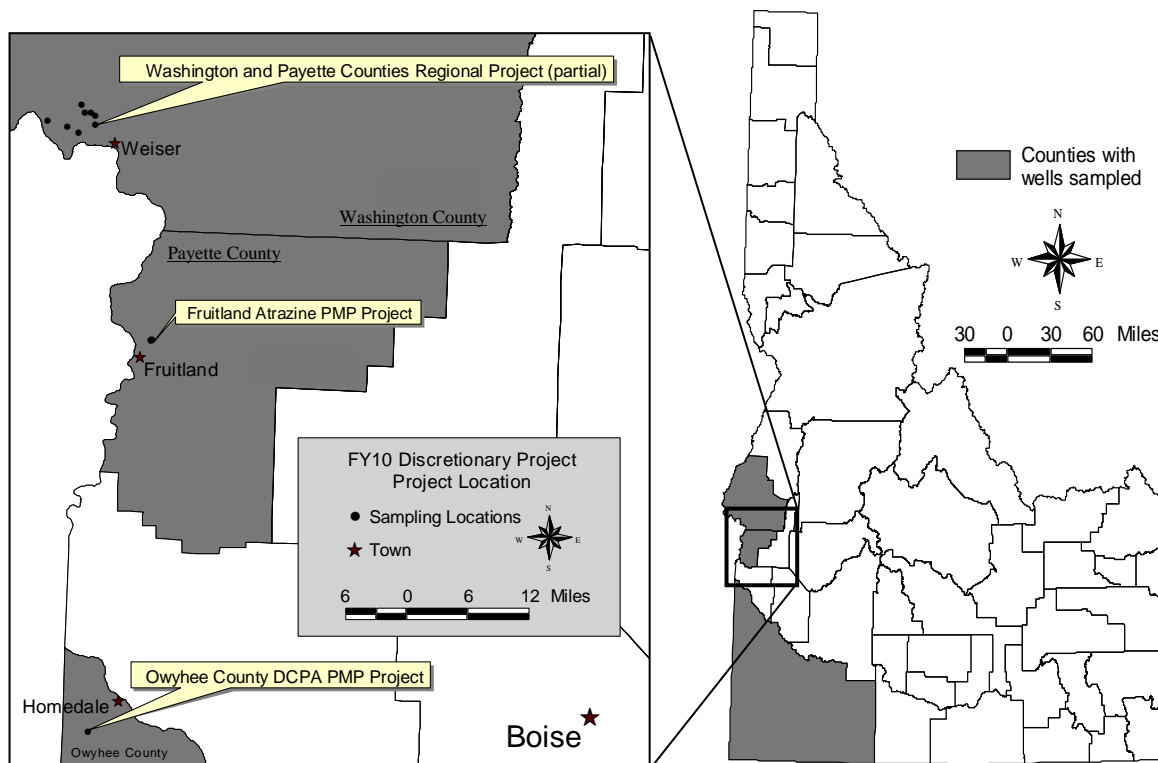 Washington and Payette Counties Regional Project (partial)
Weiser
Washington County
Payette County
Fruitland Atrazine PMP Project
Fruitland
FY10 Discretionary Project
Project Location
Sampling Locations
Town
N
W E
S
6 0 6 12 Miles
Owyhee County DCPA PMP Project
Homedale
Owyhee County
Boise
Counties with
wells sampled
N
W E
S
30 0 30 60 Miles